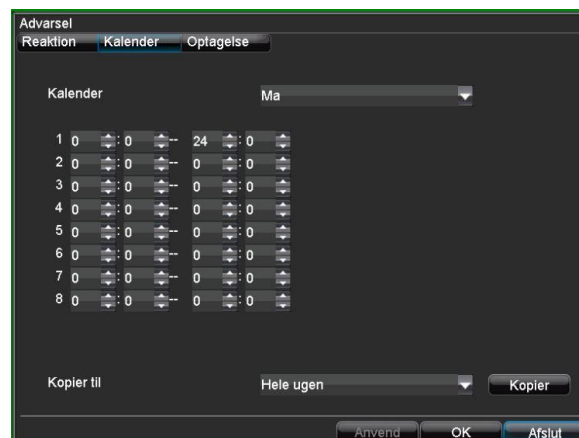 Advarsel
Reaktion Kalender Optagelse
Kalender Ma
1 0 : 0 -- 24 : 0
2 0 : 0 -- 0 : 0
3 0 : 0 -- 0 : 0
4 0 : 0 -- 0 : 0
5 0 : 0 -- 0 : 0
6 0 : 0 -- 0 : 0
7 0 : 0 -- 0 : 0
8 0 : 0 -- 0 : 0
Kopier til Hele ugen Kopier
Anvend OK Afslut